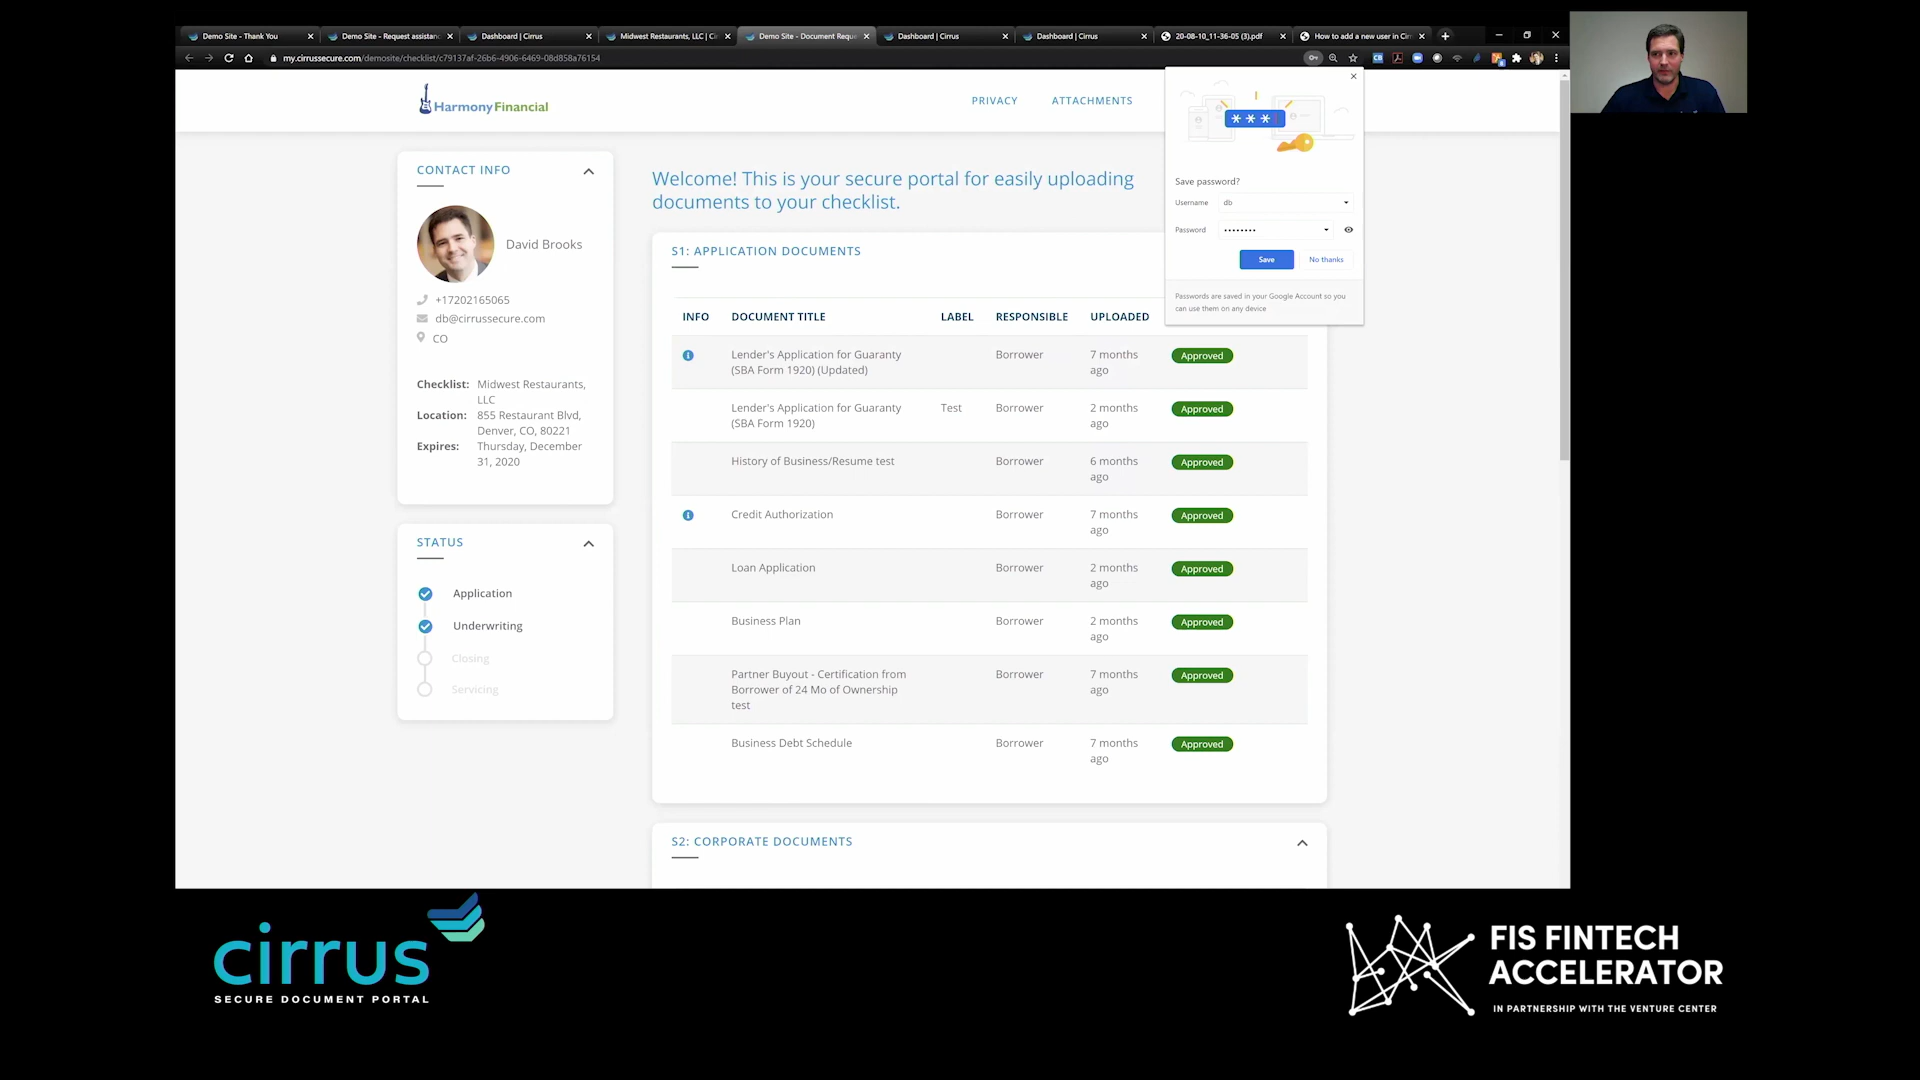 Demo Site - Thank You
Demo Site - Request assistanc
Dashboard | Cirrus
Midwest Restaurants, LLC | Ci
Demo Site - Document Reque
Dashboard | Cirrus
Dashboard | Cirrus
20-08-10_11-36-05 (3).pdf
How to add a new user in Cirr
my.cirrussecure.com/demosite/checklist/c79137af-26b6-4906-6469-08d858a76154
HarmonyFinancial
PRIVACY
ATTACHMENTS
***
Save password?
Username
db
Password
••••••••
Save
No thanks
Passwords are saved in your Google Account so you
can use them on any device
CONTACT INFO
David Brooks
+17202165065
db@cirrussecure.com
CO
Checklist: Midwest Restaurants,
LLC
Location: 855 Restaurant Blvd,
Denver, CO, 80221
Expires: Thursday, December
31, 2020
STATUS
Application
Underwriting
Closing
Servicing
Welcome! This is your secure portal for easily uploading
documents to your checklist.
S1: APPLICATION DOCUMENTS
INFO DOCUMENT TITLE LABEL RESPONSIBLE UPLOADED
Lender's Application for Guaranty Borrower 7 months Approved
(SBA Form 1920) (Updated) ago
Lender's Application for Guaranty Test Borrower 2 months Approved
(SBA Form 1920) ago
History of Business/Resume test Borrower 6 months Approved
ago
Credit Authorization Borrower 7 months Approved
ago
Loan Application Borrower 2 months Approved
ago
Business Plan Borrower 2 months Approved
ago
Partner Buyout - Certification from Borrower 7 months Approved
Borrower of 24 Mo of Ownership ago
test
Business Debt Schedule Borrower 7 months Approved
ago
S2: CORPORATE DOCUMENTS
cirrus
SECURE DOCUMENT PORTAL
FIS FINTECH
ACCELERATOR
IN PARTNERSHIP WITH THE VENTURE CENTER